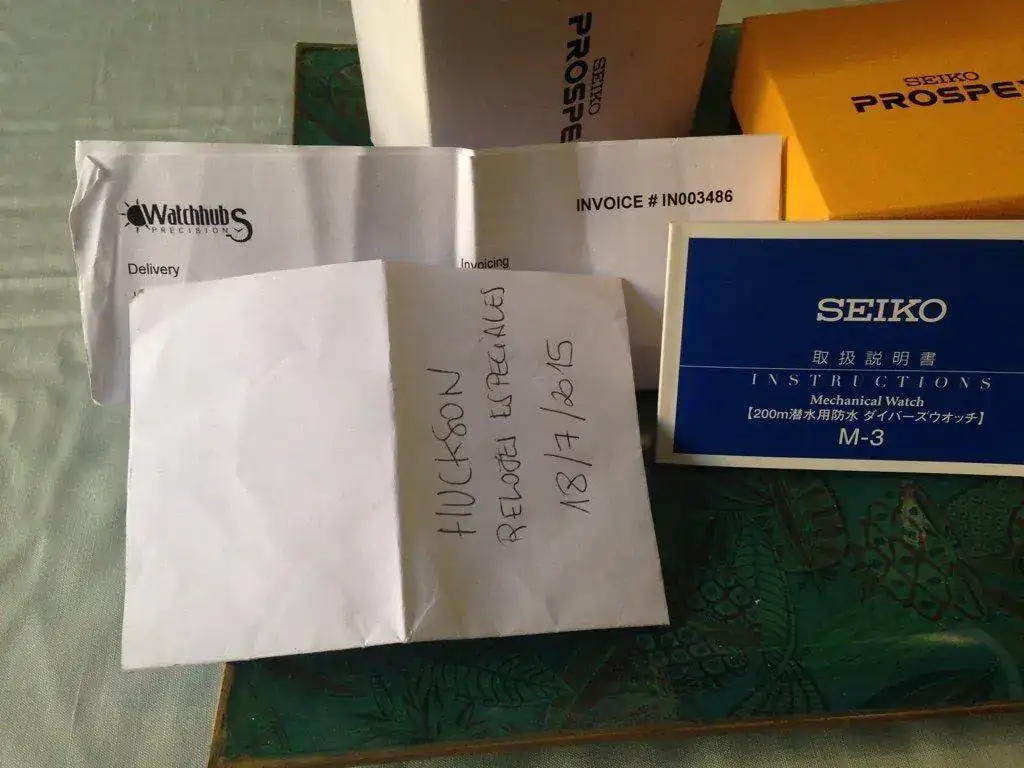 SEIKO
PROSPE
SEIKO
PROSPE
WatchhubS
PRECISION
INVOICE # IN003486
Delivery
Invoicing
HUCKSON
RELOJES ESPECIALES
18/7/2015
SEIKO
取扱説明書
INSTRUCTIONS
Mechanical Watch
【200m潜水用防水 ダイバーズウオッチ】
M-3